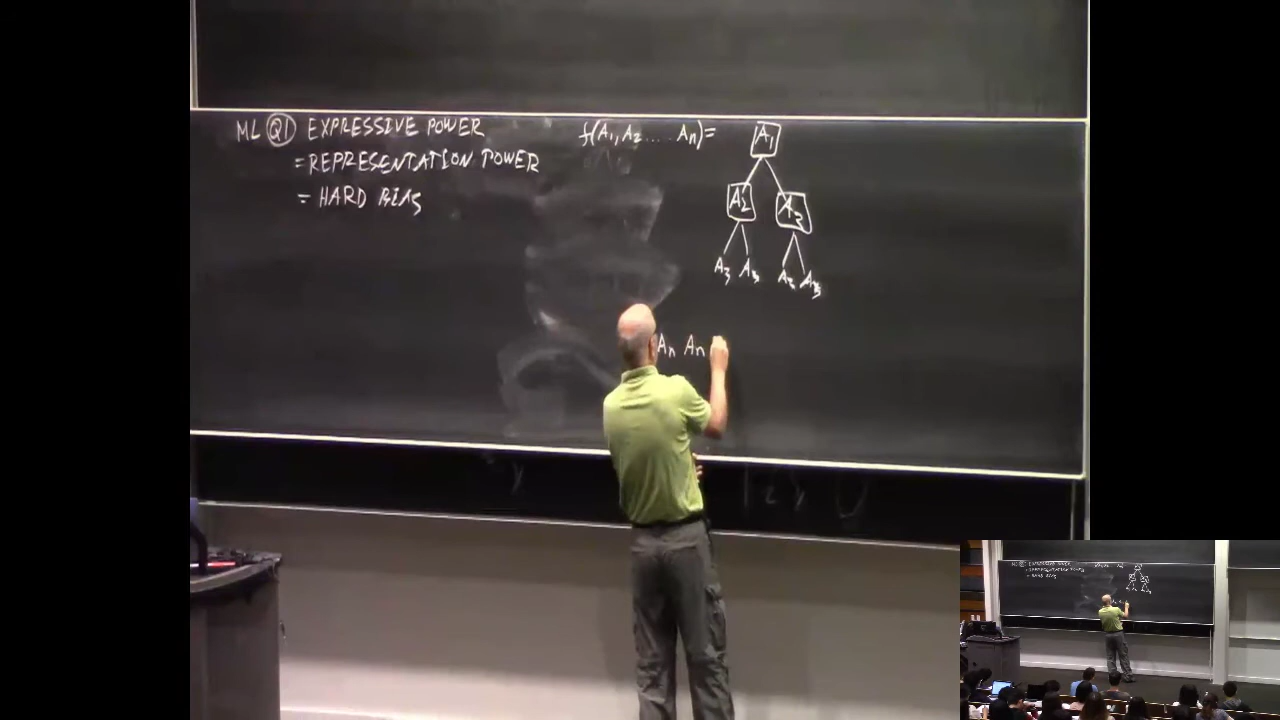 ML Q1 EXPRESSIVE POWER
= REPRESENTATION POWER
= HARD BIAS
f(A1, A2 .... An) =
A1
A2 A2
A3 A3 A3 A3
An An